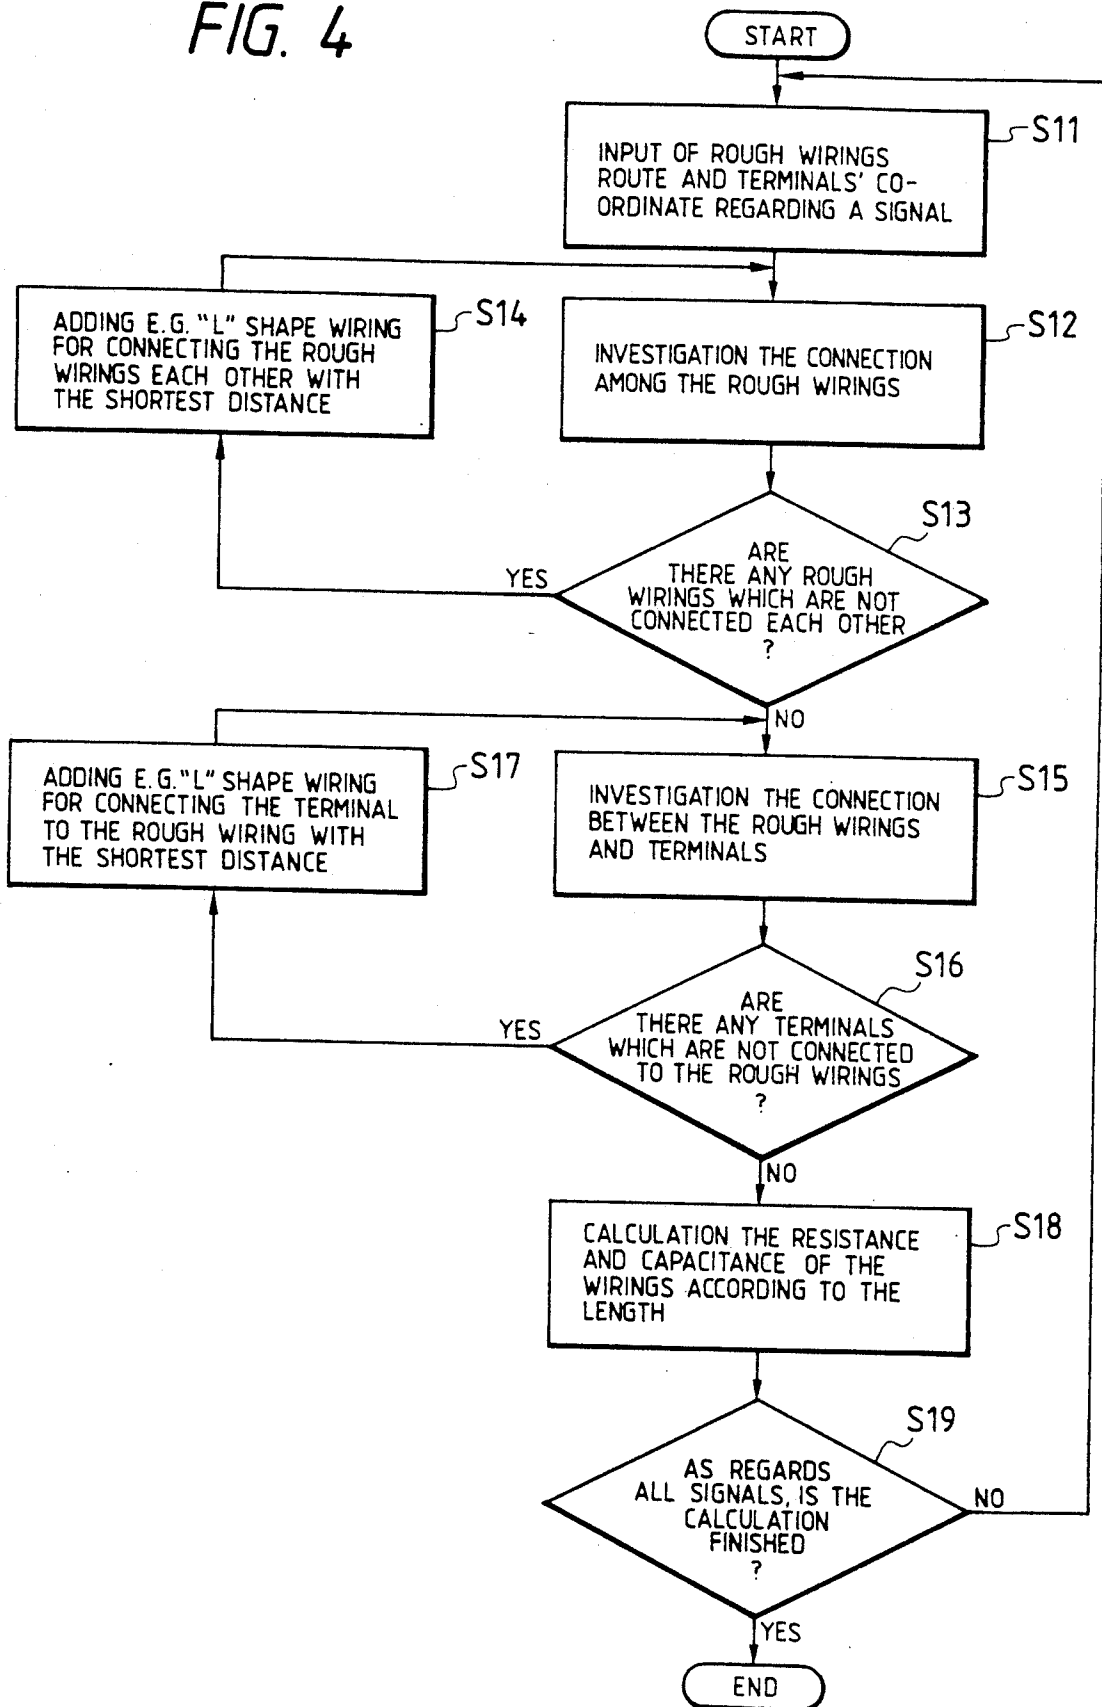 FIG. 4
START
S11
INPUT OF ROUGH WIRINGS
ROUTE AND TERMINALS' CO-
ORDINATE REGARDING A SIGNAL
S14
ADDING E.G. "L" SHAPE WIRING
FOR CONNECTING THE ROUGH
WIRINGS EACH OTHER WITH
THE SHORTEST DISTANCE
S12
INVESTIGATION THE CONNECTION
AMONG THE ROUGH WIRINGS
S13
ARE
THERE ANY ROUGH
WIRINGS WHICH ARE NOT
CONNECTED EACH OTHER
?
YES
NO
S17
ADDING E.G. "L" SHAPE WIRING
FOR CONNECTING THE TERMINAL
TO THE ROUGH WIRING WITH
THE SHORTEST DISTANCE
S15
INVESTIGATION THE CONNECTION
BETWEEN THE ROUGH WIRINGS
AND TERMINALS
S16
ARE
THERE ANY TERMINALS
WHICH ARE NOT CONNECTED
TO THE ROUGH WIRINGS
?
YES
NO
S18
CALCULATION THE RESISTANCE
AND CAPACITANCE OF THE
WIRINGS ACCORDING TO THE
LENGTH
S19
AS REGARDS
ALL SIGNALS, IS THE
CALCULATION
FINISHED
?
NO
YES
END